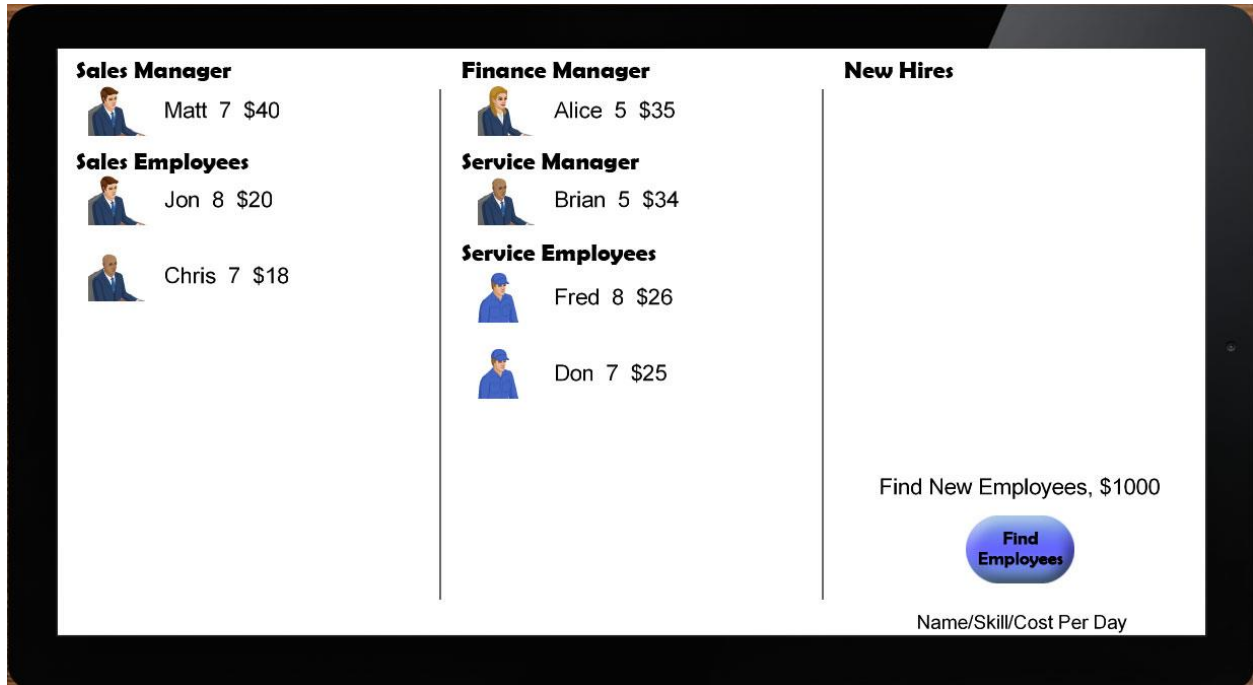 Sales Manager
Matt 7 $40
Sales Employees
Jon 8 $20
Chris 7 $18
Finance Manager
Alice 5 $35
Service Manager
Brian 5 $34
Service Employees
Fred 8 $26
Don 7 $25
New Hires
Find New Employees, $1000
Find
Employees
Name/Skill/Cost Per Day